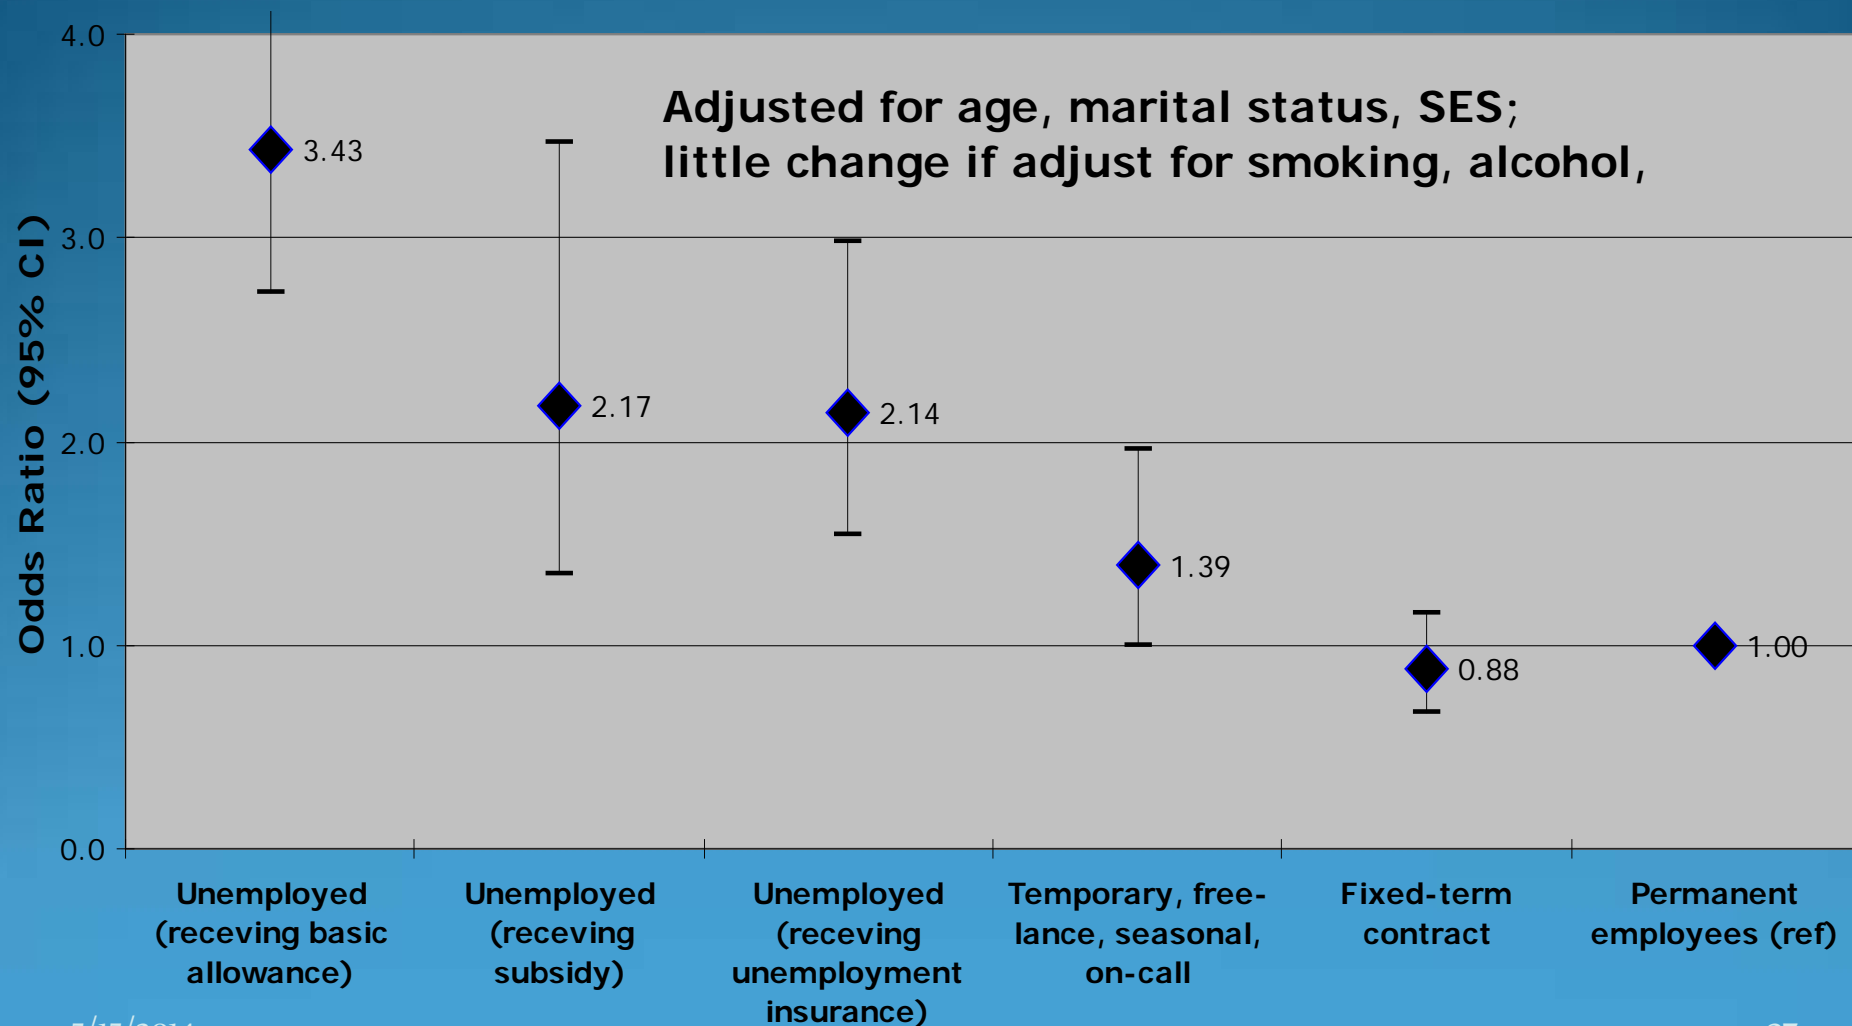 4.0
Adjusted for age, marital status, SES;
little change if adjust for smoking, alcohol,
3.43
3.0
2.17
2.14
2.0
1.39
1.0
0.88
1.00
0.0
Odds Ratio (95% CI)
Unemployed
(receving basic
allowance)
Unemployed
(receving
subsidy)
Unemployed
(receving
unemployment
insurance)
Temporary, free-
lance, seasonal,
on-call
Fixed-term
contract
Permanent
employees (ref)